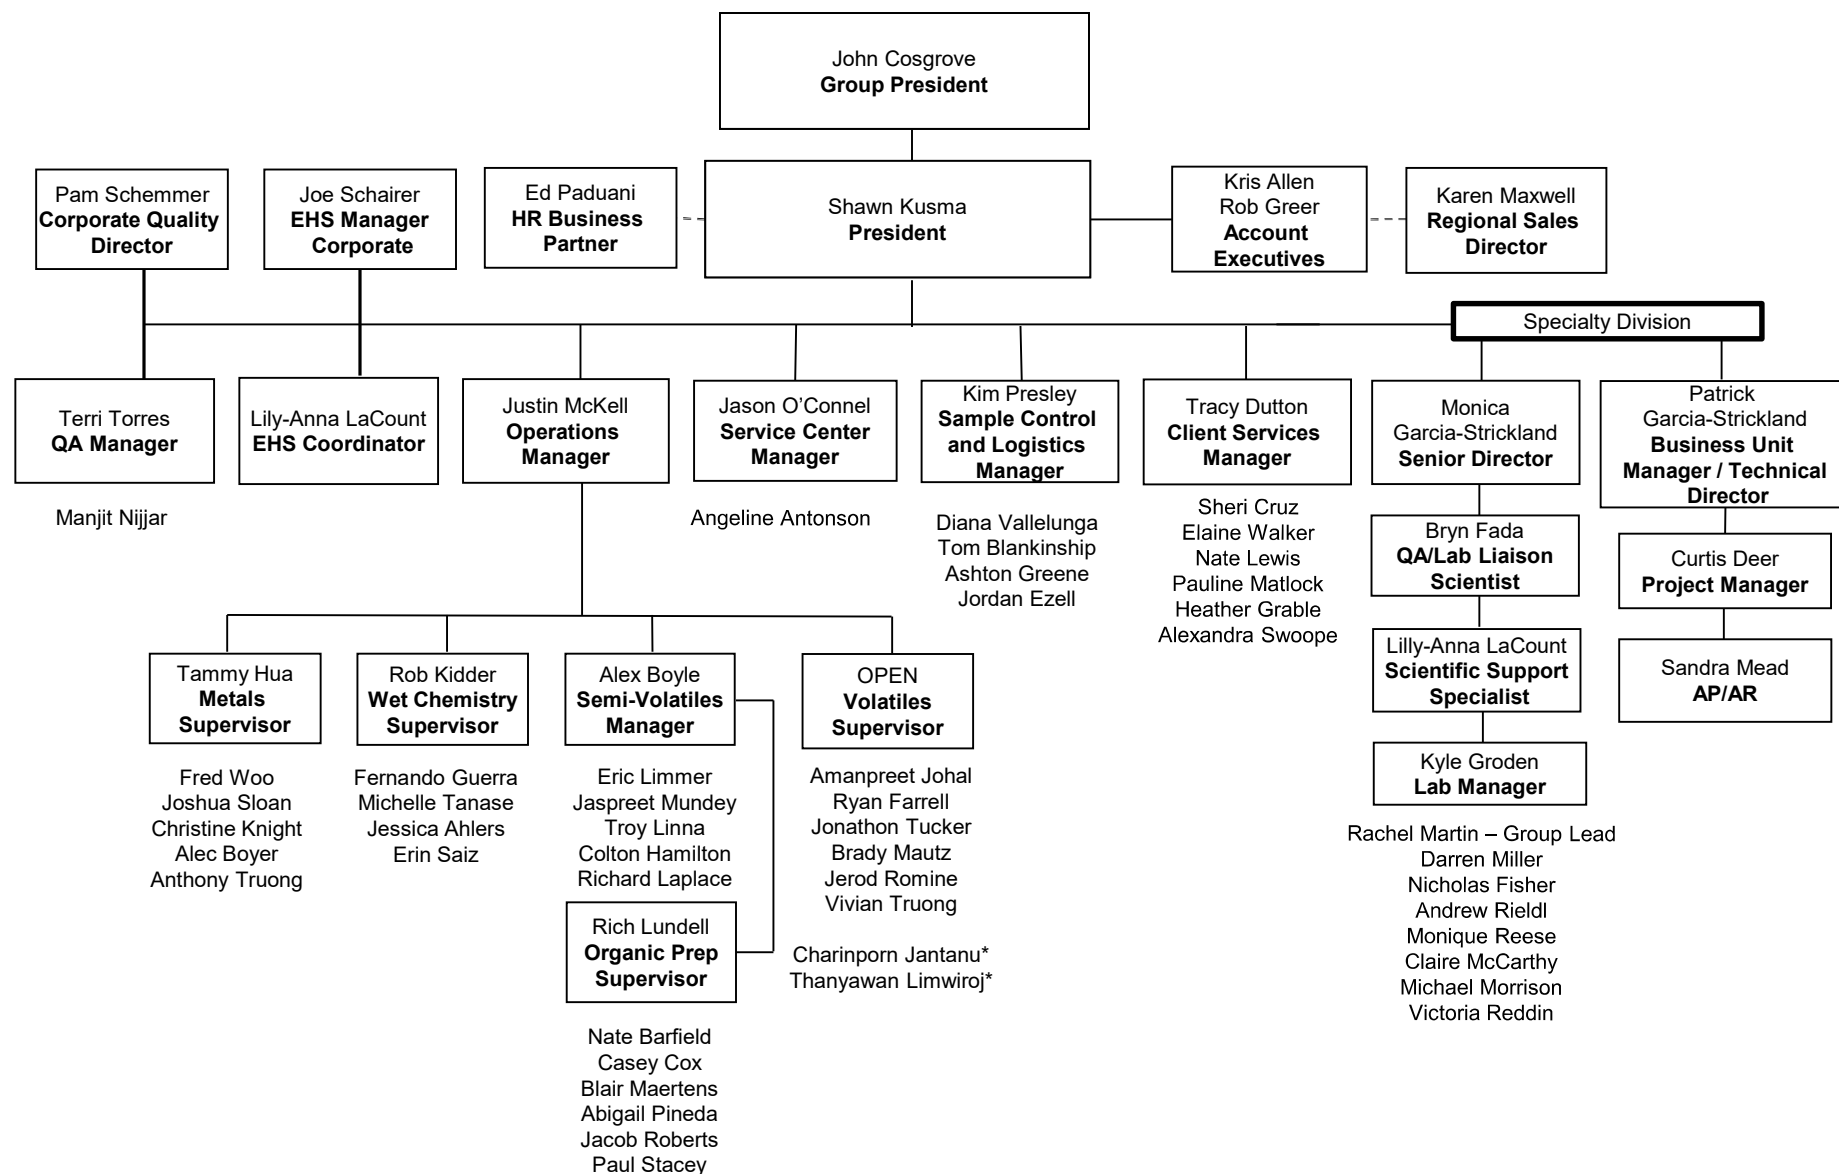 John Cosgrove
Group President
Pam Schemmer
Corporate Quality
Director
Joe Schairer
EHS Manager
Corporate
Ed Paduani
HR Business
Partner
Shawn Kusma
President
Kris Allen
Rob Greer
Account
Executives
Karen Maxwell
Regional Sales
Director
Specialty Division
Terri Torres
QA Manager
Manjit Nijjar
Lily-Anna LaCount
EHS Coordinator
Justin McKell
Operations
Manager
Jason O’Connel
Service Center
Manager
Angeline Antonson
Kim Presley
Sample Control
and Logistics
Manager
Diana Vallelunga
Tom Blankinship
Ashton Greene
Jordan Ezell
Tracy Dutton
Client Services
Manager
Sheri Cruz
Elaine Walker
Nate Lewis
Pauline Matlock
Heather Grable
Alexandra Swoope
Monica
Garcia-Strickland
Senior Director
Bryn Fada
QA/Lab Liaison
Scientist
Lilly-Anna LaCount
Scientific Support
Specialist
Kyle Groden
Lab Manager
Rachel Martin – Group Lead
Darren Miller
Nicholas Fisher
Andrew Rieldl
Monique Reese
Claire McCarthy
Michael Morrison
Victoria Reddin
Patrick
Garcia-Strickland
Business Unit
Manager / Technical
Director
Curtis Deer
Project Manager
Sandra Mead
AP/AR
Tammy Hua
Metals
Supervisor
Fred Woo
Joshua Sloan
Christine Knight
Alec Boyer
Anthony Truong
Rob Kidder
Wet Chemistry
Supervisor
Fernando Guerra
Michelle Tanase
Jessica Ahlers
Erin Saiz
Alex Boyle
Semi-Volatiles
Manager
Eric Limmer
Jaspreet Mundey
Troy Linna
Colton Hamilton
Richard Laplace
Rich Lundell
Organic Prep
Supervisor
Nate Barfield
Casey Cox
Blair Maertens
Abigail Pineda
Jacob Roberts
Paul Stacey
OPEN
Volatiles
Supervisor
Amanpreet Johal
Ryan Farrell
Jonathon Tucker
Brady Mautz
Jerod Romine
Vivian Truong
Charinporn Jantanu*
Thanyawan Limwiroj*